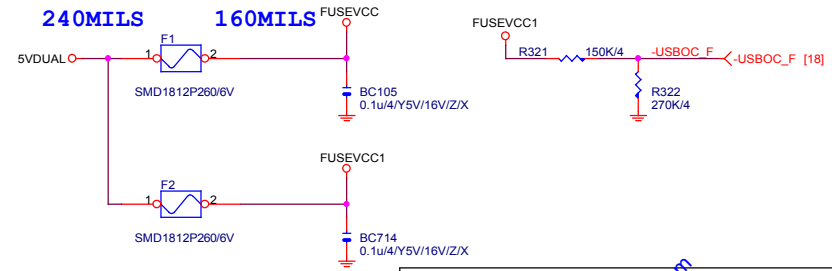 240MILS 160MILS FUSEVCC
F1
5VDUAL 1 2
SMD1812P260/6V
BC105
0.1u/4/Y5V/16V/Z/X
FUSEVCC1
F2
1 2
SMD1812P260/6V
BC714
0.1u/4/Y5V/16V/Z/X
FUSEVCC1
R321 150K/4 -USBOC_F -USBOC_F [18]
R322
270K/4